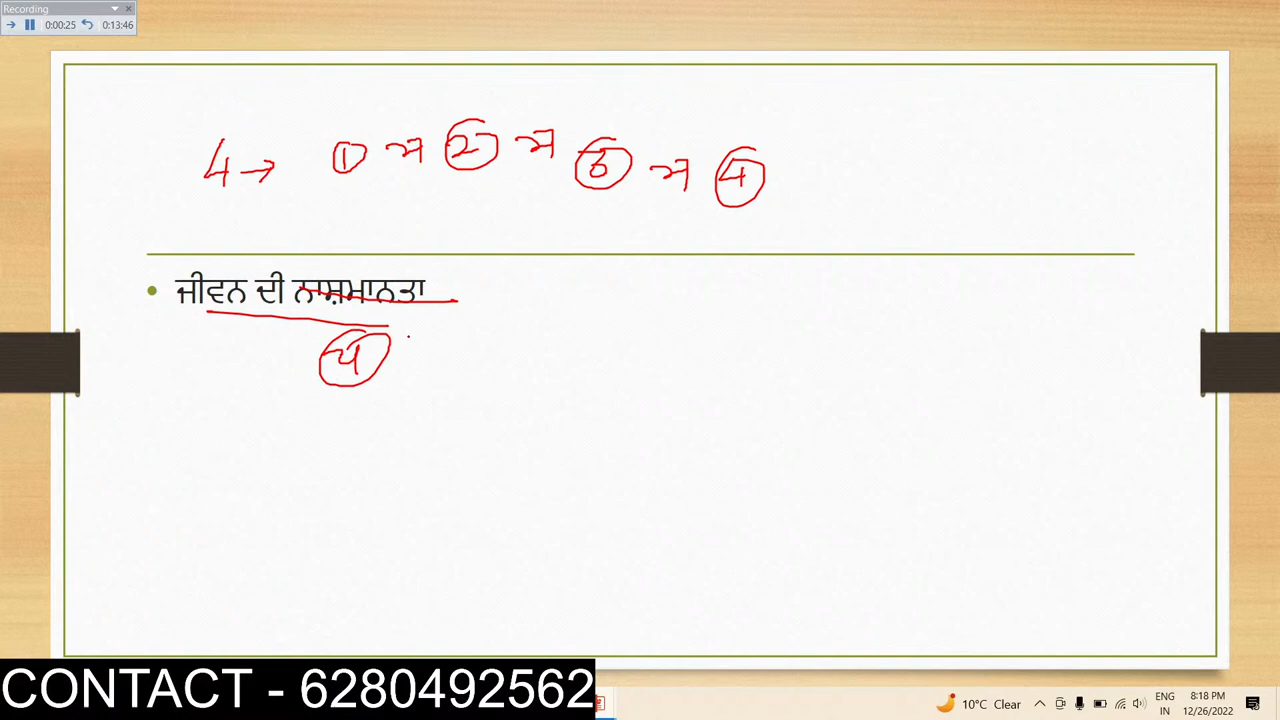 Recording
0:00:25 0:13:46
4 → ① ਅ ② ਅ ③ ਅ ④
• ਜੀਵਨ ਦੀ ਨਾਸ਼ਮਾਨਤਾ
CONTACT - 6280492562
10°C Clear
ENG
IN
8:18 PM
12/26/2022